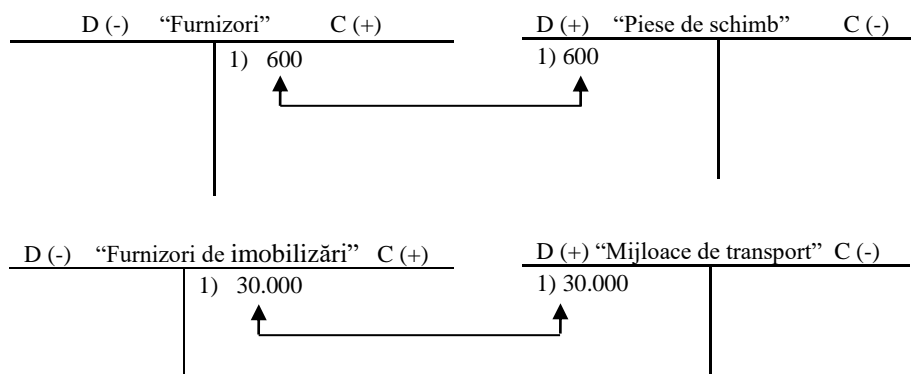 D (-) “Furnizori” C (+) D (+) “Piese de schimb” C (-)
1) 600 1) 600
D (-) “Furnizori de imobilizări” C (+) D (+) “Mijloace de transport” C (-)
1) 30.000 1) 30.000